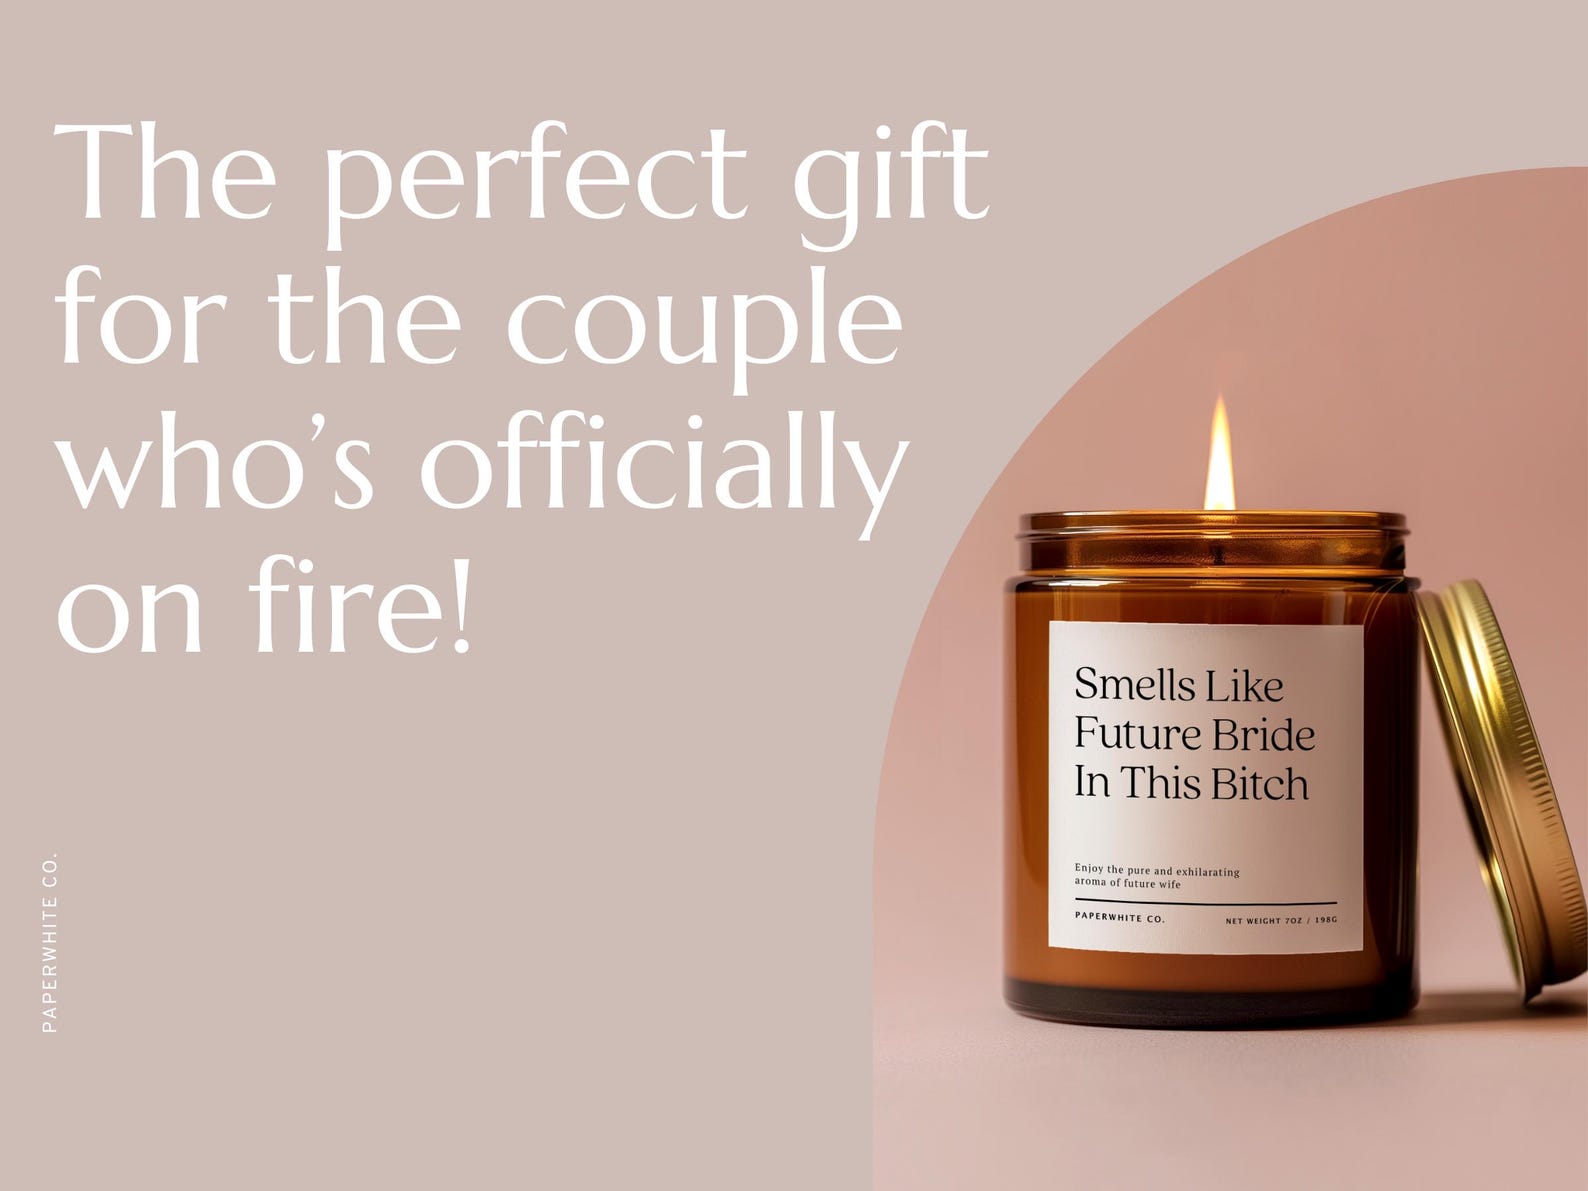 The perfect gift
for the couple
who’s officially
on fire!
PAPERWHITE CO.
Smells Like
Future Bride
In This Bitch
Enjoy the pure and exhilarating
aroma of future wife
PAPERWHITE CO.
NET WEIGHT 7OZ / 198G